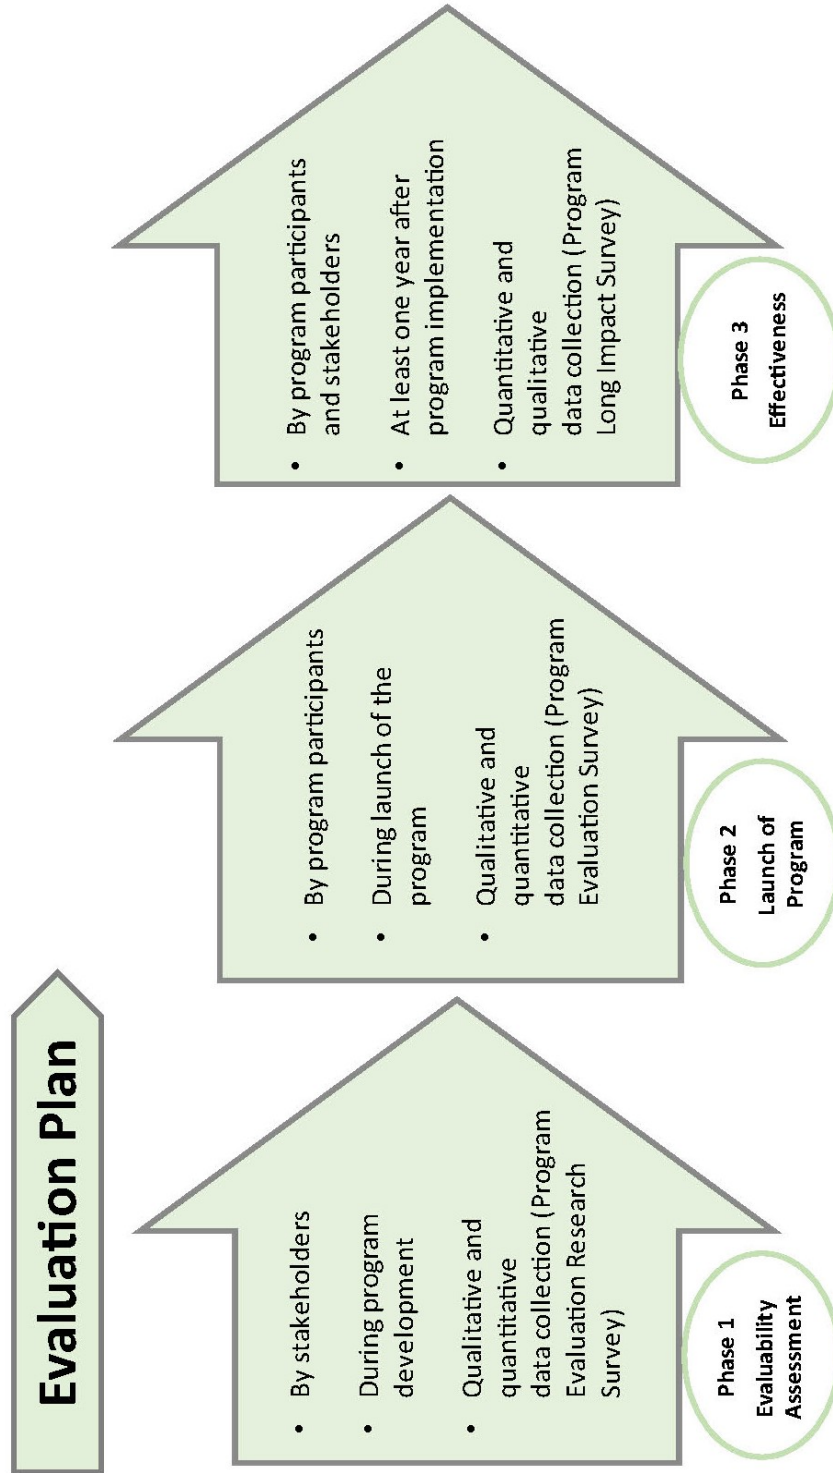 Evaluation Plan
• By stakeholders
• During program
development
• Qualitative and
quantitative
data collection (Program
Evaluation Research
Survey)
Phase 1
Evaluability
Assessment
• By program participants
• During launch of the
program
• Qualitative and
quantitative
data collection (Program
Evaluation Survey)
Phase 2
Launch of
Program
• By program participants
and stakeholders
• At least one year after
program implementation
• Quantitative and
qualitative
data collection (Program
Long Impact Survey)
Phase 3
Effectiveness